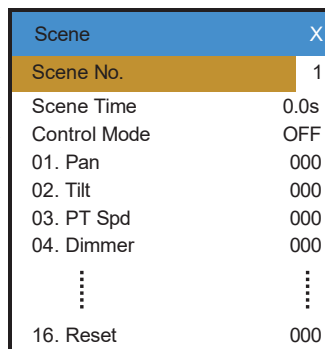 Scene X
Scene No. 1
Scene Time 0.0s
Control Mode OFF
01. Pan 000
02. Tilt 000
03. PT Spd 000
04. Dimmer 000
16. Reset 000